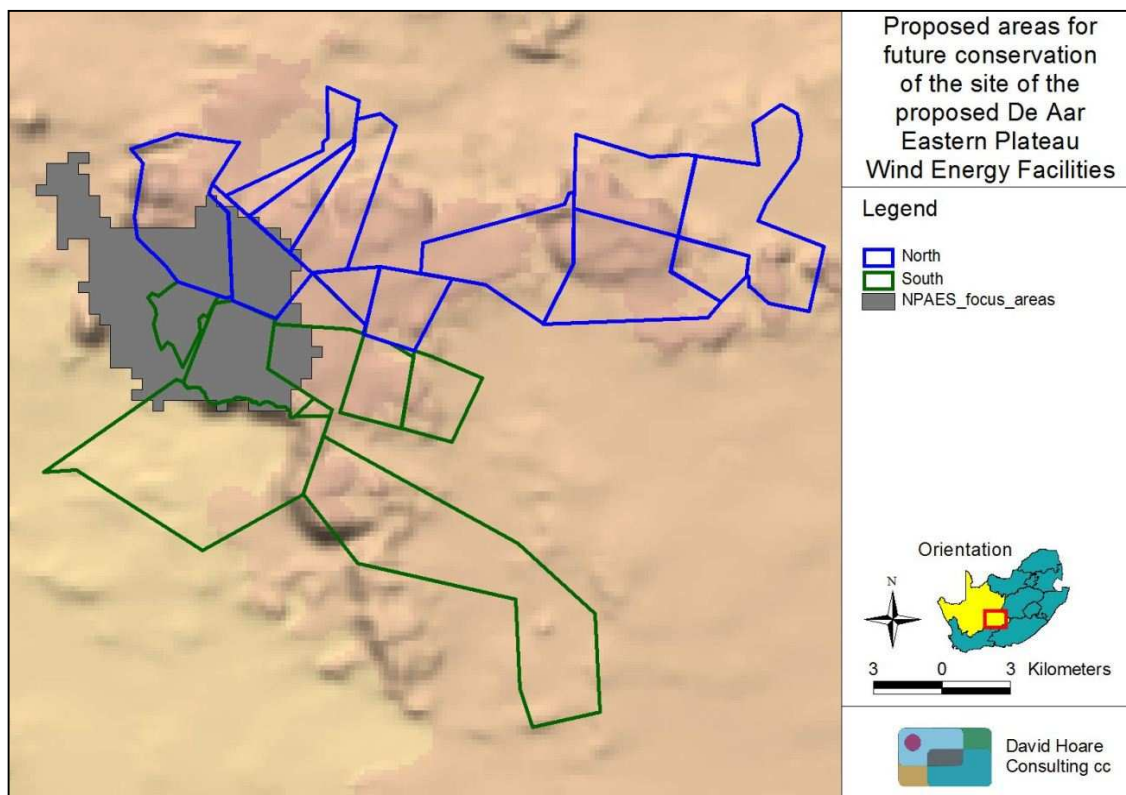 Proposed areas for
future conservation
of the site of the
proposed De Aar
Eastern Plateau
Wind Energy Facilities
Legend
North
South
NPAES_focus_areas
Orientation
N
3 0 3 Kilometers
David Hoare
Consulting cc